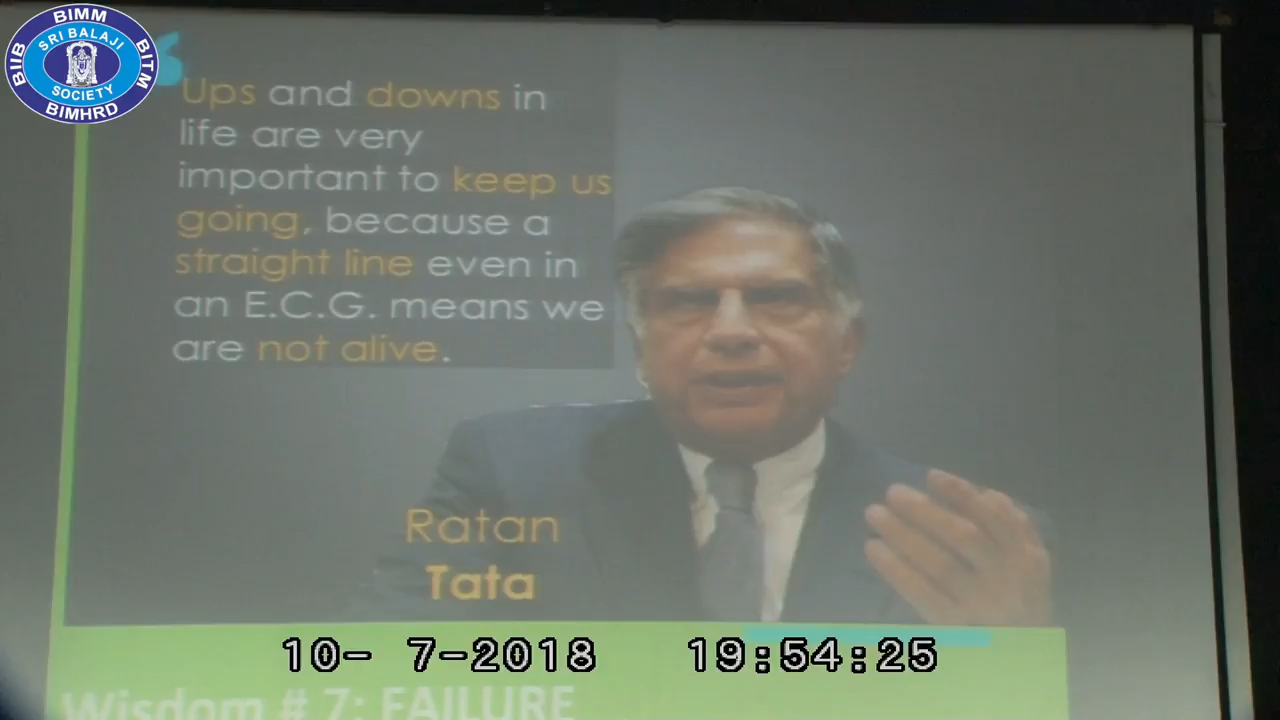 BIMM
SRI BALAJI
BIIB
BITM
SOCIETY
BIMHRD
Ups and downs in
life are very
important to keep us
going, because a
straight line even in
an E.C.G. means we
are not alive.
Ratan
Tata
10- 7-2018 19:54:25
Wisdom # 7: FAILURE